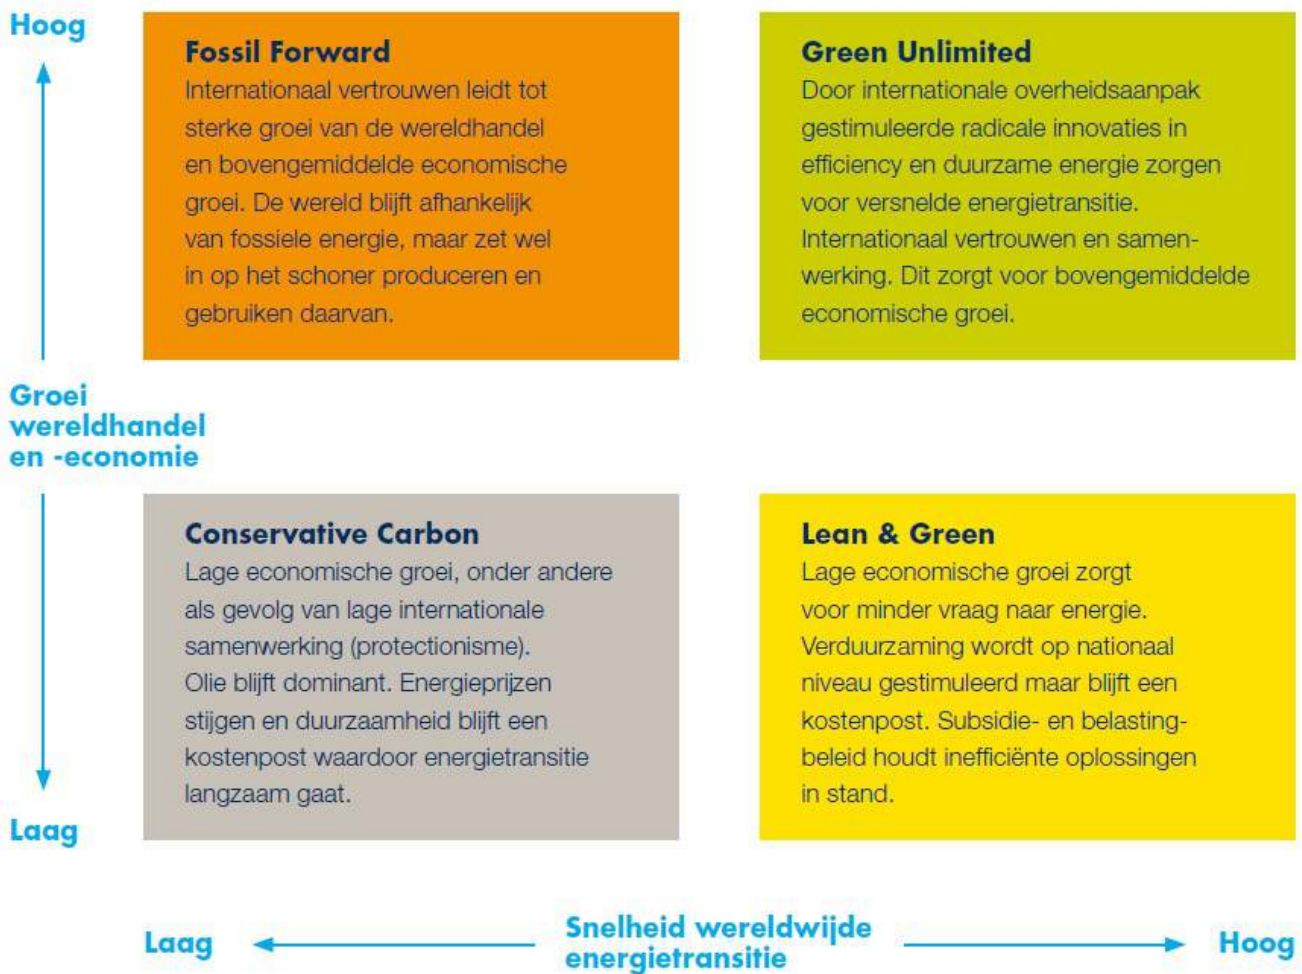 Hoog
Fossil Forward
Internationaal vertrouwen leidt tot
sterke groei van de wereldhandel
en bovengemiddelde economische
groei. De wereld blijft afhankelijk
van fossiele energie, maar zet wel
in op het schoner produceren en
gebruiken daarvan.
Green Unlimited
Door internationale overheidsaanpak
gestimuleerde radicale innovaties in
efficiency en duurzame energie zorgen
voor versnelde energietransitie.
Internationaal vertrouwen en samen-
werking. Dit zorgt voor bovengemiddelde
economische groei.
Groei
wereldhandel
en -economie
Conservative Carbon
Lage economische groei, onder andere
als gevolg van lage internationale
samenwerking (protectionisme).
Olie blijft dominant. Energieprijzen
stijgen en duurzaamheid blijft een
kostenpost waardoor energietransitie
langzaam gaat.
Lean & Green
Lage economische groei zorgt
voor minder vraag naar energie.
Verduurzaming wordt op nationaal
niveau gestimuleerd maar blijft een
kostenpost. Subsidie- en belasting-
beleid houdt inefficiënte oplossingen
in stand.
Laag
Laag
Snelheid wereldwijde
energietransitie
Hoog